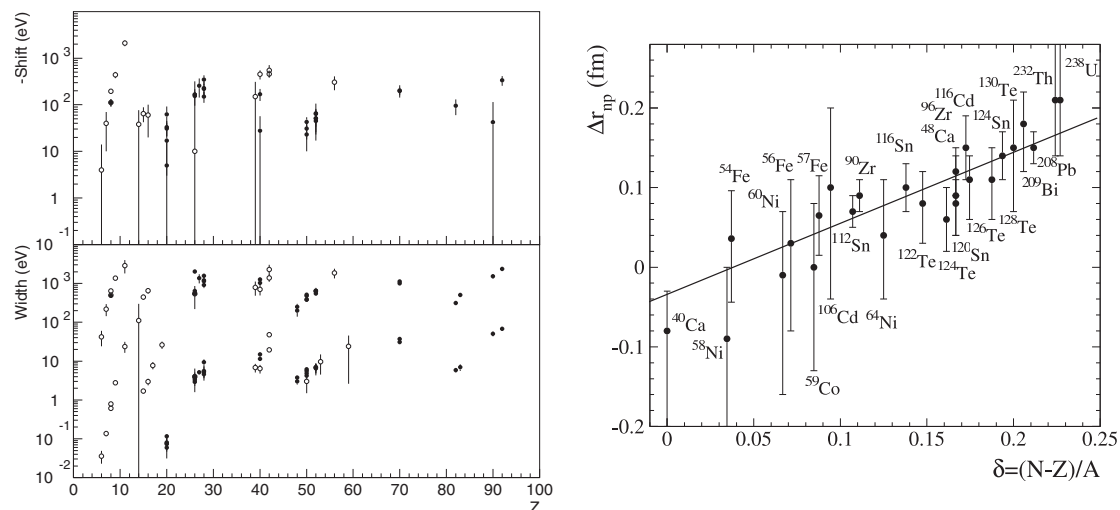 -Shift (eV)
10³
10²
10
1
10
Width (eV)
10³
10²
10
1
10⁻¹
10⁻²
10
0 10 20 30 40 50 60 70 80 90 100
Z
Δr_np (fm)
0.2
0.1
0
-0.1
-0.2
0 0.05 0.1 0.15 0.2 0.25
δ=(N-Z)/A
²³⁸U
²³²Th
¹³⁰Te
¹¹⁶Cd
⁹⁶Zr
¹²⁴Sn
⁴⁸Ca
¹¹⁶Sn
⁵⁷Fe
⁵⁶Fe
⁹⁰Zr
⁵⁴Fe
⁶⁰Ni
²⁰⁸Pb
²⁰⁹Bi
¹²⁸Te
¹²⁶Te
¹¹²Sn
¹²⁰Sn
¹²²Te
¹²⁴Te
¹⁰⁶Cd
⁶⁴Ni
⁴⁰Ca
⁵⁸Ni
⁵⁹Co